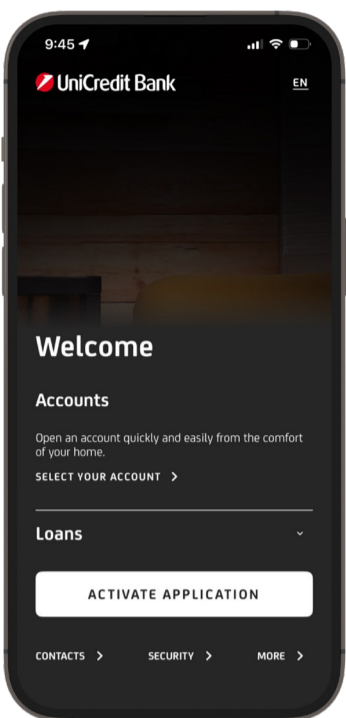 9:45
UniCredit Bank
EN
Welcome
Accounts
Open an account quickly and easily from the comfort
of your home.
SELECT YOUR ACCOUNT
Loans
ACTIVATE APPLICATION
CONTACTS SECURITY MORE